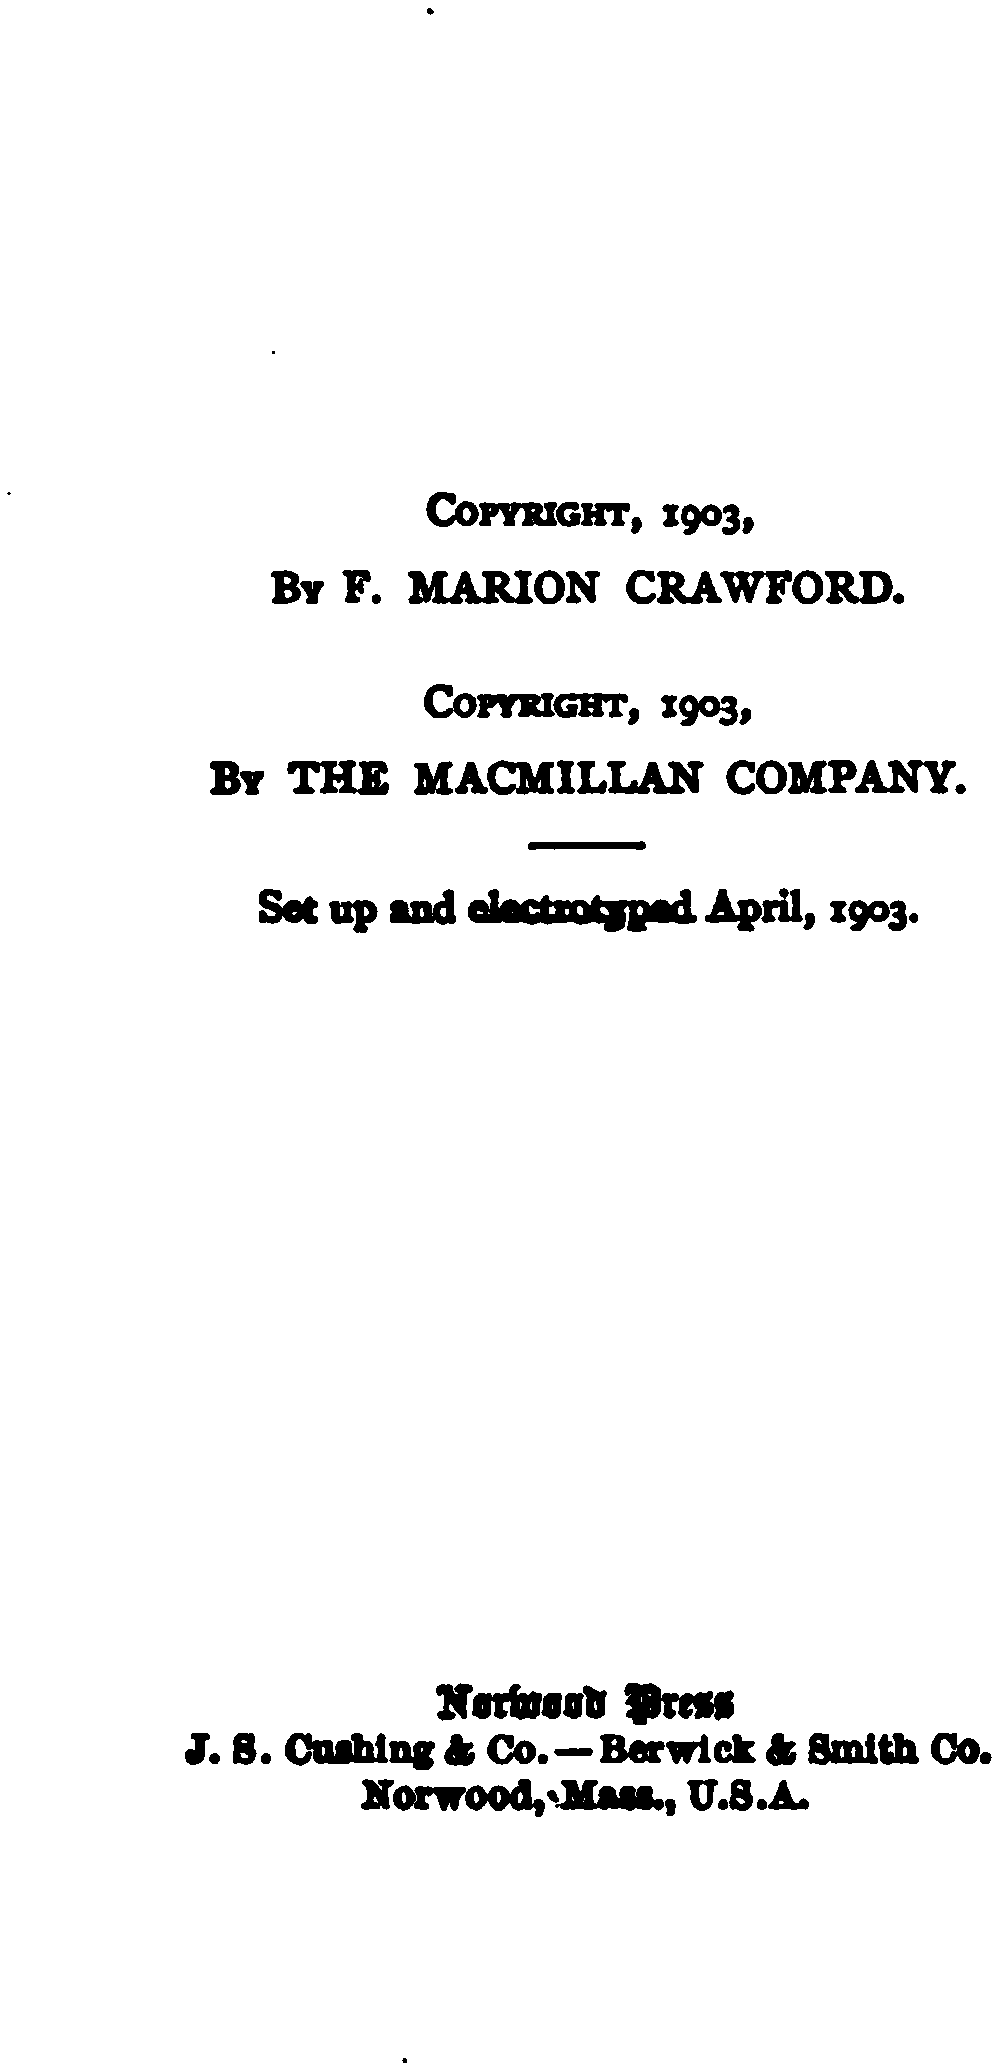 COPYRIGHT, 1903,
BY F. MARION CRAWFORD.
COPYRIGHT, 1903,
BY THE MACMILLAN COMPANY.
Set up and electrotyped April, 1903.
Norwood Press
J. S. Cushing & Co. — Berwick & Smith Co.
Norwood, Mass., U.S.A.